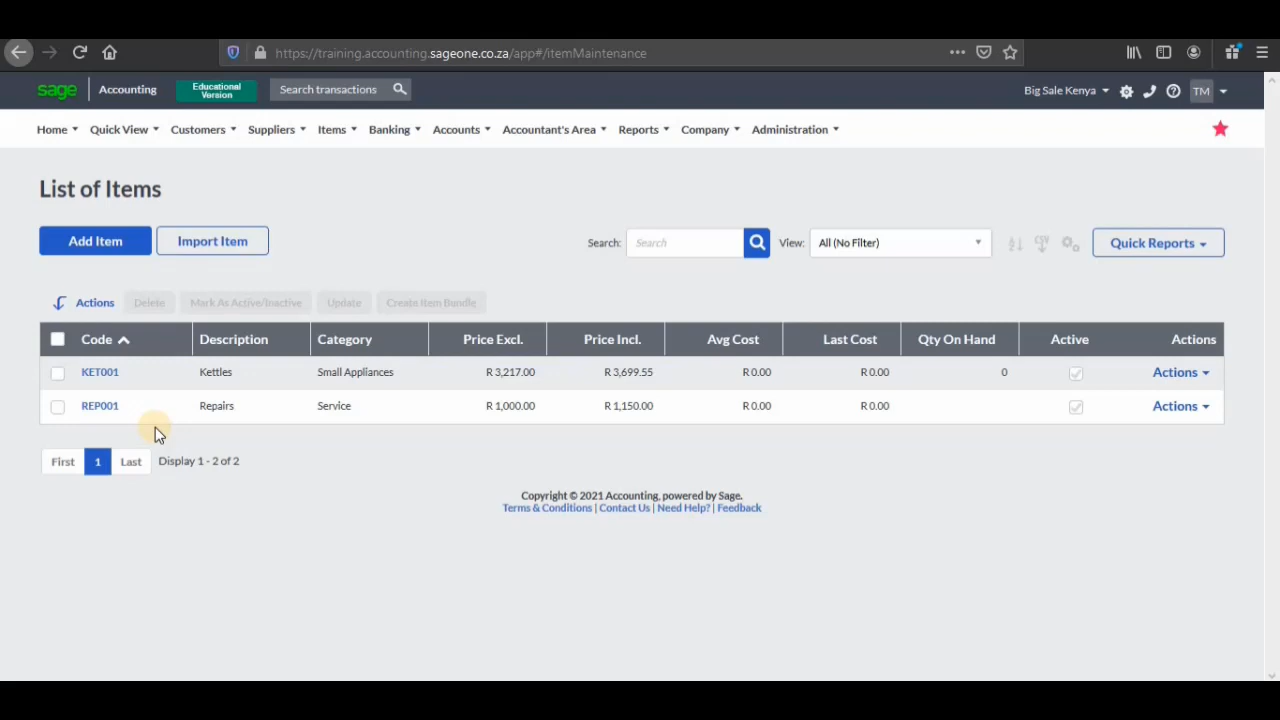 https://training.accounting.sageone.co.za/app#/itemMaintenance
sage Accounting Educational Version Search transactions Big Sale Kenya TM
Home Quick View Customers Suppliers Items Banking Accounts Accountant's Area Reports Company Administration
List of Items
Add Item Import Item Search: Search View: All (No Filter) CSV Quick Reports
Actions Delete Mark As Active/Inactive Update Create Item Bundle
Code Description Category Price Excl. Price Incl. Avg Cost Last Cost Qty On Hand Active Actions
KET001 Kettles Small Appliances R 3,217.00 R 3,699.55 R 0.00 R 0.00 0 Actions
REP001 Repairs Service R 1,000.00 R 1,150.00 R 0.00 R 0.00 Actions
First 1 Last Display 1 - 2 of 2
Copyright © 2021 Accounting, powered by Sage.
Terms & Conditions | Contact Us | Need Help? | Feedback